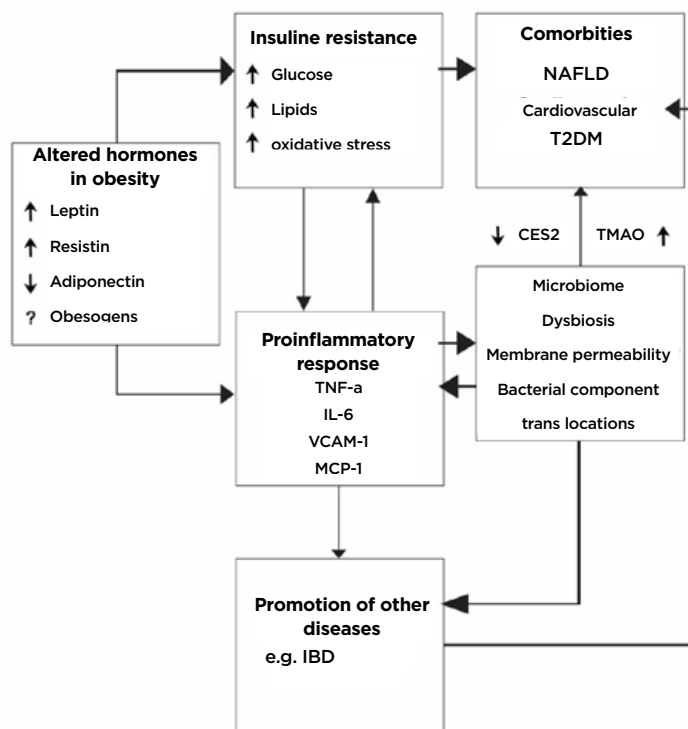 Insuline resistance
↑ Glucose
↑ Lipids
↑ oxidative stress
Comorbities
NAFLD
Cardiovascular
T2DM
Altered hormones
in obesity
↑ Leptin
↑ Resistin
↓ Adiponectin
? Obesogens
↓ CES2 TMAO ↑
Proinflammatory
response
TNF-a
IL-6
VCAM-1
MCP-1
Microbiome
Dysbiosis
Membrane permeability
Bacterial component
trans locations
Promotion of other
diseases
e.g. IBD